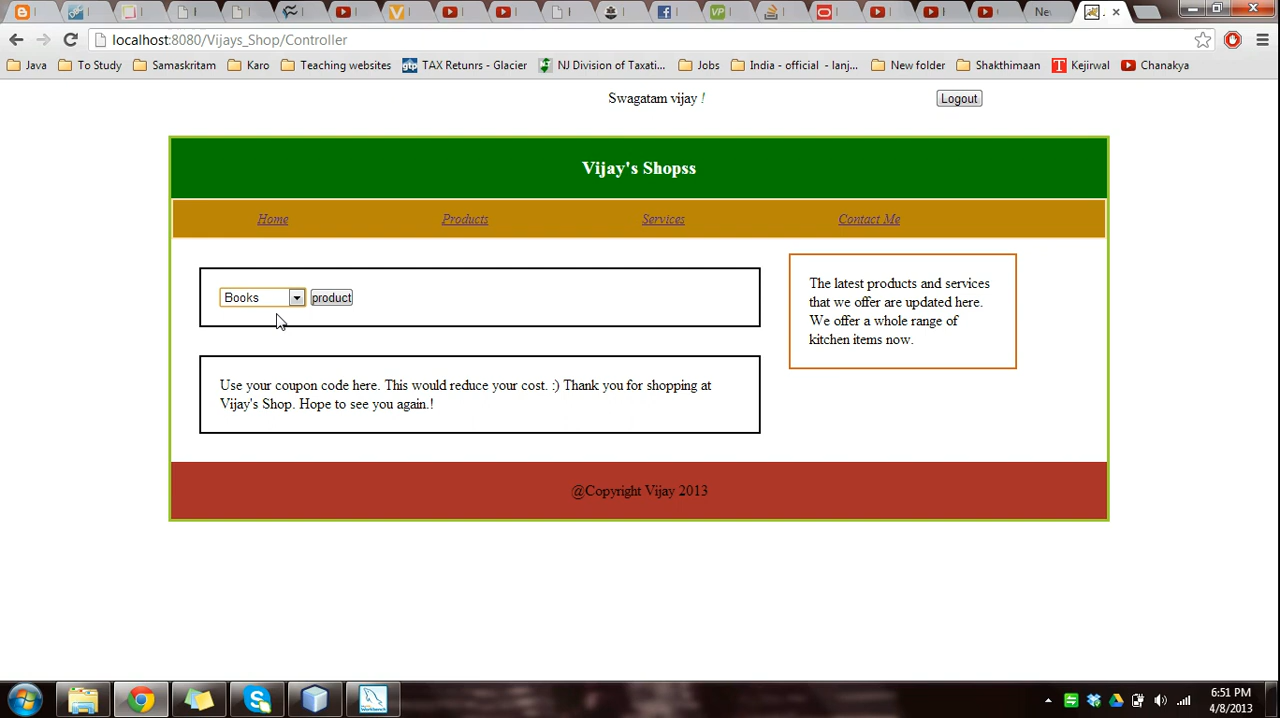 Ne
localhost:8080/Vijays_Shop/Controller
Java To Study Samaskritam Karo Teaching websites gtp TAX Retunrs - Glacier NJ Division of Taxati... Jobs India - official - lanj... New folder Shakthimaan T Kejirwal Chanakya
Swagatam vijay !
Logout
Vijay's Shopss
Home Products Services Contact Me
Books product
The latest products and services
that we offer are updated here.
We offer a whole range of
kitchen items now.
Use your coupon code here. This would reduce your cost. :) Thank you for shopping at
Vijay's Shop. Hope to see you again.!
@Copyright Vijay 2013
6:51 PM
4/8/2013